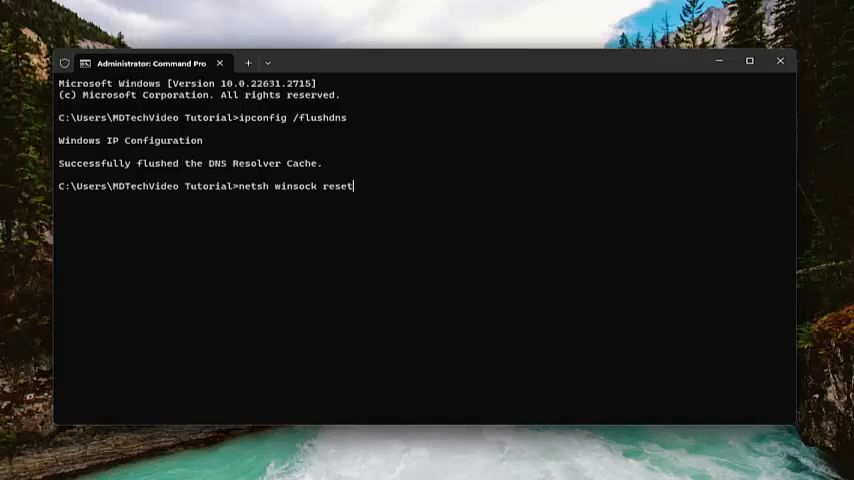 Administrator: Command Pro
Microsoft Windows [Version 10.0.22631.2715]
(c) Microsoft Corporation. All rights reserved.
C:\Users\MDTechVideo Tutorial>ipconfig /flushdns
Windows IP Configuration
Successfully flushed the DNS Resolver Cache.
C:\Users\MDTechVideo Tutorial>netsh winsock reset